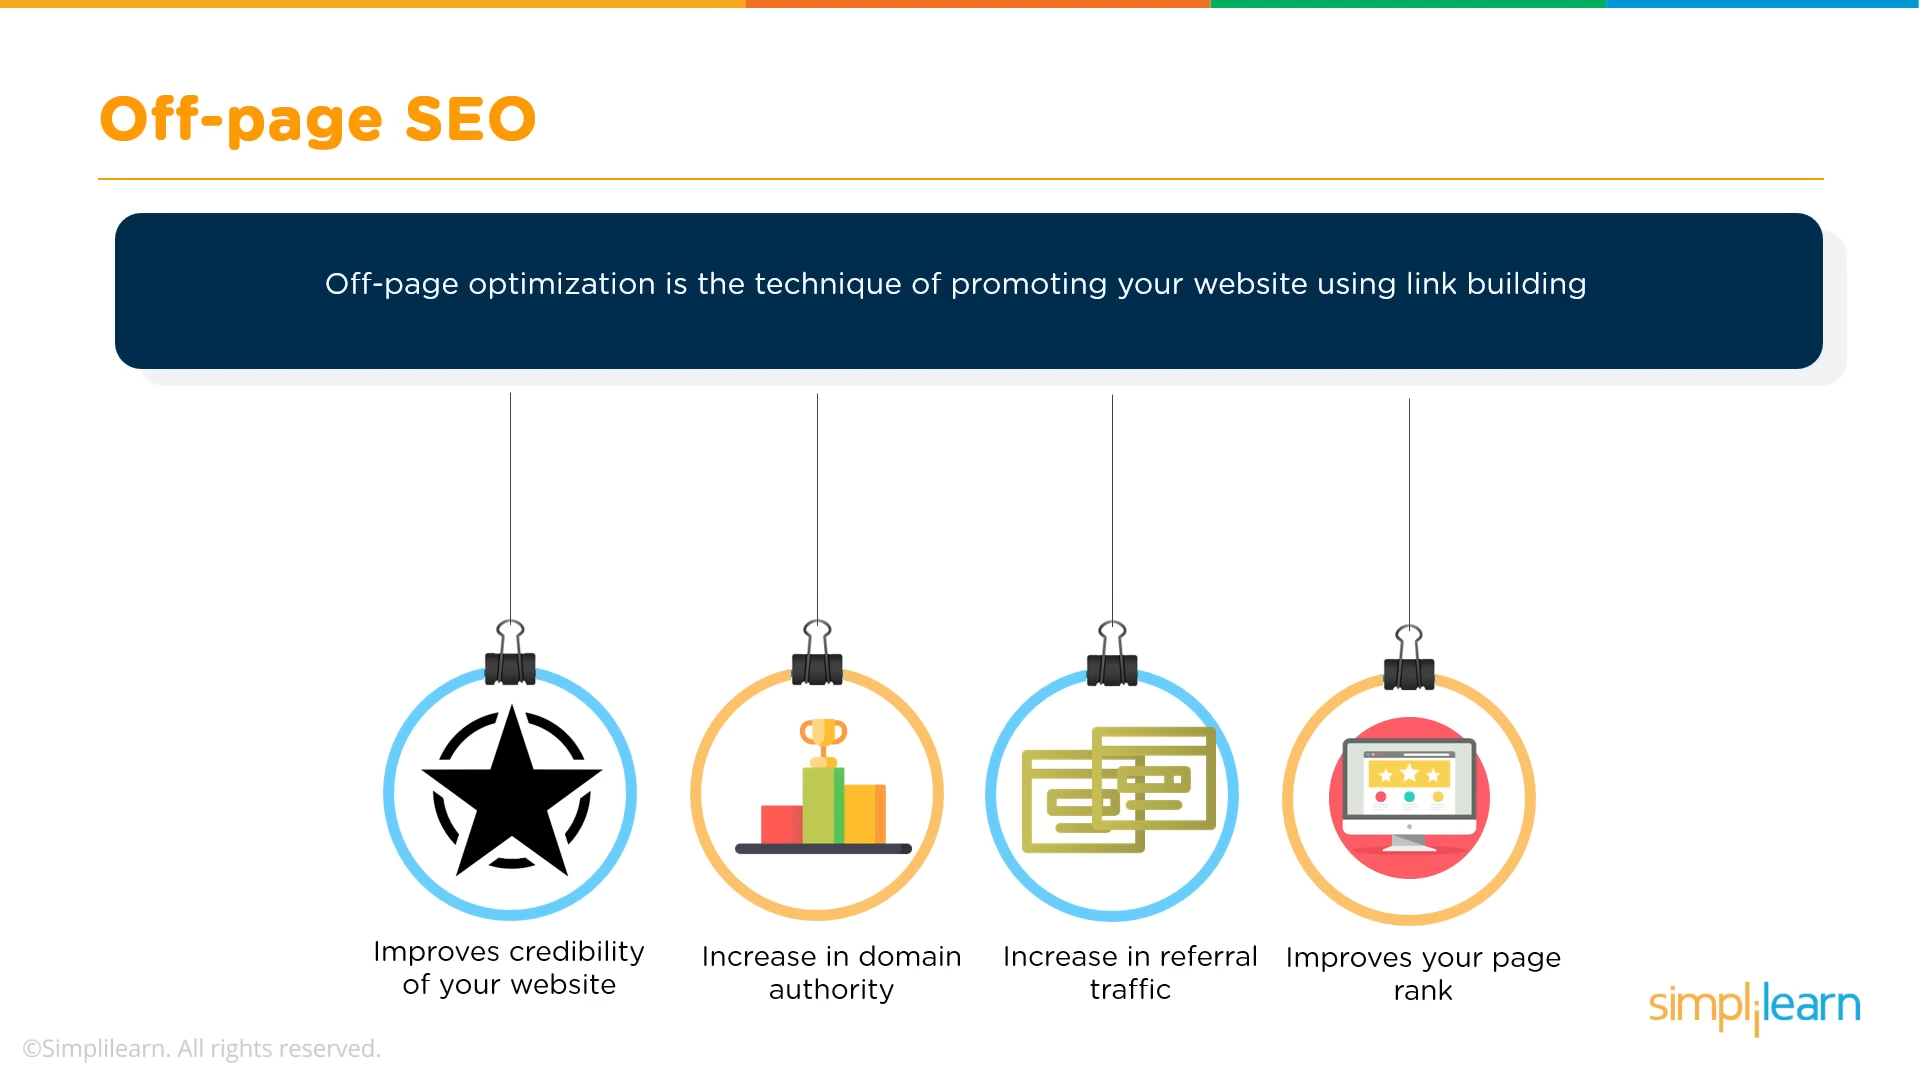 Off-page SEO
Off-page optimization is the technique of promoting your website using link building
Improves credibility
of your website
Increase in domain
authority
Increase in referral
traffic
Improves your page
rank
simplilearn
©Simplilearn. All rights reserved.